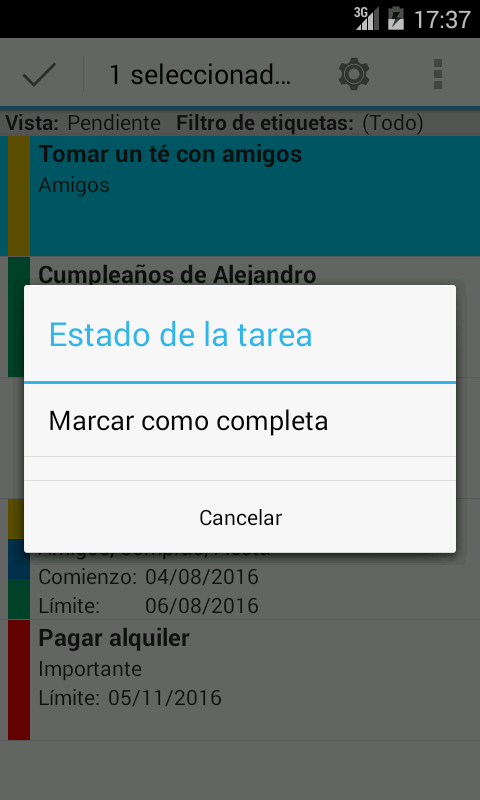 3G 17:37
1 seleccionad...
Vista: Pendiente Filtro de etiquetas: (Todo)
Tomar un té con amigos
Amigos
Cumpleaños de Alejandro
Estado de la tarea
Marcar como completa
Cancelar
Amigos, Compras, Fiesta
Comienzo: 04/08/2016
Límite: 06/08/2016
Pagar alquiler
Importante
Límite: 05/11/2016